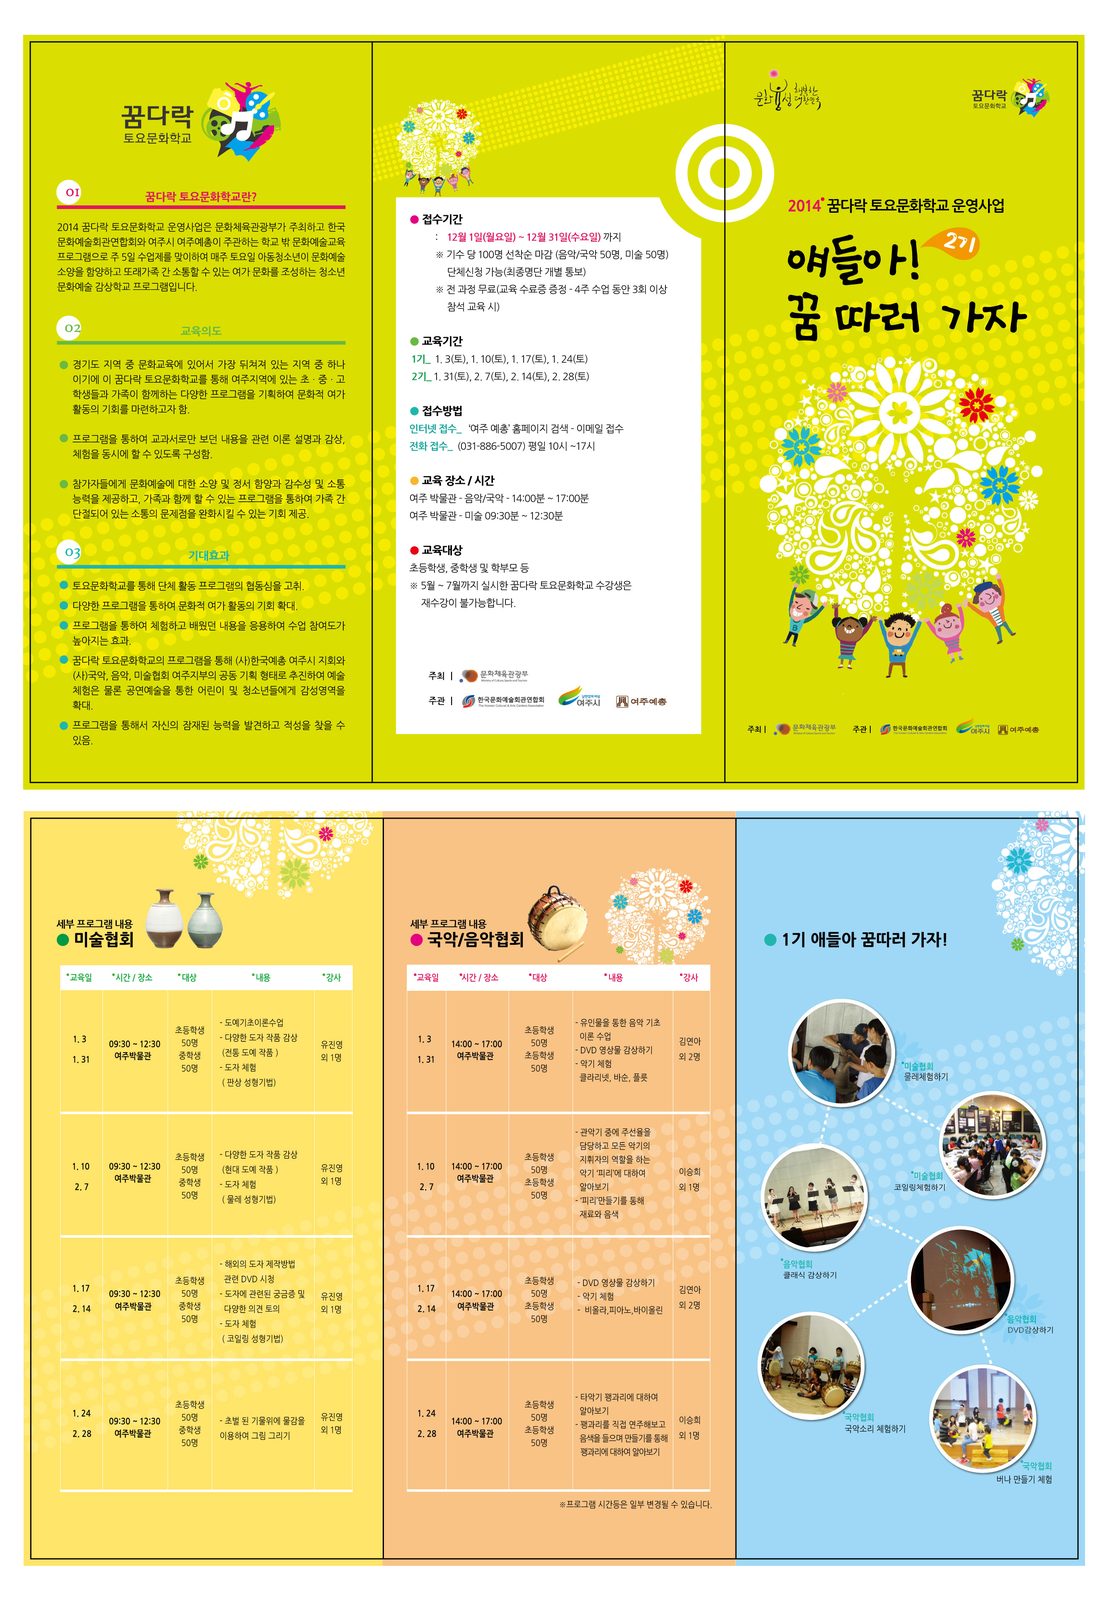 꿈다락
토요문화학교
01 꿈다락 토요문화학교란?
2014 꿈다락 토요문화학교 운영사업은 문화체육관광부가 주최하고 한국
문화예술회관연합회와 여주시 여주예총이 주관하는 학교 밖 문화예술교육
프로그램으로 주 5일 수업제를 맞이하여 매주 토요일 아동청소년이 문화예술
소양을 함양하고 또래가족 간 소통할 수 있는 여가 문화를 조성하는 청소년
문화예술 감상학교 프로그램입니다.
02 교육의도
경기도 지역 중 문화교육에 있어서 가장 뒤쳐져 있는 지역 중 하나
이기에 이 꿈다락 토요문화학교를 통해 여주지역에 있는 초 · 중 · 고
학생들과 가족이 함께하는 다양한 프로그램을 기획하여 문화적 여가
활동의 기회를 마련하고자 함.
프로그램을 통하여 교과서로만 보던 내용을 관련 이론 설명과 감상,
체험을 동시에 할 수 있도록 구성함.
참가자들에게 문화예술에 대한 소양 및 정서 함양과 감수성 및 소통
능력을 제공하고, 가족과 함께 할 수 있는 프로그램을 통하여 가족 간
단절되어 있는 소통의 문제점을 완화시킬 수 있는 기회 제공.
03 기대효과
토요문화학교를 통해 단체 활동 프로그램의 협동심을 고취.
다양한 프로그램을 통하여 문화적 여가 활동의 기회 확대.
프로그램을 통하여 체험하고 배웠던 내용을 응용하여 수업 참여도가
높아지는 효과.
꿈다락 토요문화학교의 프로그램을 통해 (사)한국예총 여주시 지회와
(사)국악, 음악, 미술협회 여주지부의 공동 기획 형태로 추진하여 예술
체험은 물론 공연예술을 통한 어린이 및 청소년들에게 감성영역을
확대.
프로그램을 통해서 자신의 잠재된 능력을 발견하고 적성을 찾을 수
있음.
접수기간
: 12월 1일(월요일) ~ 12월 31일(수요일) 까지
※ 기수 당 100명 선착순 마감 (음악/국악 50명, 미술 50명)
단체신청 가능(최종명단 개별 통보)
※ 전 과정 무료(교육 수료증 증정 - 4주 수업 동안 3회 이상
참석 교육 시)
교육기간
1기_ 1. 3(토), 1. 10(토), 1. 17(토), 1. 24(토)
2기_ 1. 31(토), 2. 7(토), 2. 14(토), 2. 28(토)
접수방법
인터넷 접수_ '여주 예총' 홈페이지 검색 - 이메일 접수
전화 접수_ (031-886-5007) 평일 10시 ~17시
교육 장소 / 시간
여주 박물관 - 음악/국악 - 14:00분 ~ 17:00분
여주 박물관 - 미술 09:30분 ~ 12:30분
교육대상
초등학생, 중학생 및 학부모 등
※ 5월 ~ 7월까지 실시한 꿈다락 토요문화학교 수강생은
재수강이 불가능합니다.
주최 | 문화체육관광부
주관 | 한국문화예술회관연합회 여주시 여주예총
문화융성 행복한 대한민국
꿈다락
토요문화학교
2014 꿈다락 토요문화학교 운영사업
얘들아! 2기
꿈 따러 가자
주최 | 문화체육관광부 주관 | 한국문화예술회관연합회 여주시 여주예총
세부 프로그램 내용
미술협회
*교육일 *시간 / 장소 *대상 *내용 *강사
1. 3
1. 31
09:30 ~ 12:30
여주박물관
초등학생
50명
중학생
50명
- 도예기초이론수업
- 다양한 도자 작품 감상
(전통 도예 작품 )
- 도자 체험
( 판상 성형기법)
유진영
외 1명
1. 10
2. 7
09:30 ~ 12:30
여주박물관
초등학생
50명
중학생
50명
- 다양한 도자 작품 감상
(현대 도예 작품 )
- 도자 체험
( 물레 성형기법)
유진영
외 1명
1. 17
2. 14
09:30 ~ 12:30
여주박물관
초등학생
50명
중학생
50명
- 해외의 도자 제작방법
관련 DVD 시청
- 도자에 관련된 궁금증 및
다양한 의견 토의
- 도자 체험
( 코일링 성형기법)
유진영
외 1명
1. 24
2. 28
09:30 ~ 12:30
여주박물관
초등학생
50명
중학생
50명
- 초벌 된 기물위에 물감을
이용하여 그림 그리기
유진영
외 1명
세부 프로그램 내용
국악/음악협회
*교육일 *시간 / 장소 *대상 *내용 *강사
1. 3
1. 31
14:00 ~ 17:00
여주박물관
초등학생
50명
초등학생
50명
- 유인물을 통한 음악 기초
이론 수업
- DVD 영상물 감상하기
- 악기 체험
클라리넷, 바순, 플룻
김연아
외 2명
1. 10
2. 7
14:00 ~ 17:00
여주박물관
초등학생
50명
초등학생
50명
- 관악기 중에 주선율을
담당하고 모든 악기의
지휘자의 역할을 하는
악기 '피리'에 대하여
알아보기
- '피리'만들기를 통해
재료와 음색
이승희
외 1명
1. 17
2. 14
14:00 ~ 17:00
여주박물관
초등학생
50명
초등학생
50명
- DVD 영상물 감상하기
- 악기 체험
- 비올라,피아노,바이올린
김연아
외 2명
1. 24
2. 28
14:00 ~ 17:00
여주박물관
초등학생
50명
초등학생
50명
- 타악기 꽹과리에 대하여
알아보기
- 꽹과리를 직접 연주해보고
음색을 들으며 만들기를 통해
꽹과리에 대하여 알아보기
이승희
외 1명
※프로그램 시간등은 일부 변경될 수 있습니다.
1기 애들아 꿈따러 가자!
*미술협회
물레체험하기
*미술협회
코일링체험하기
*음악협회
클래식 감상하기
*음악협회
DVD감상하기
*국악협회
국악소리 체험하기
*국악협회
버나 만들기 체험